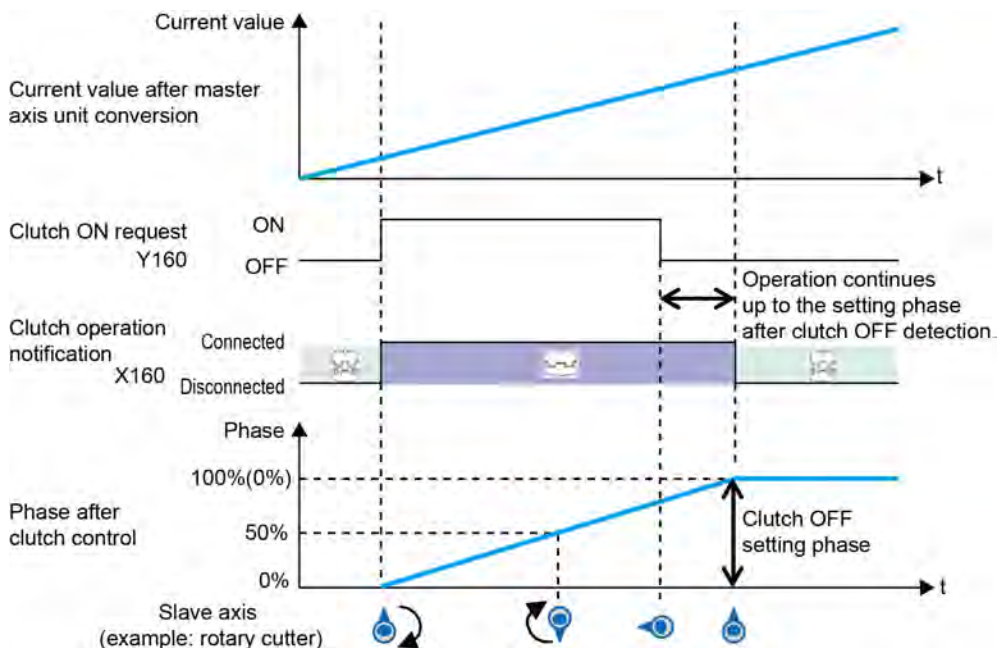 Current value
Current value after master
axis unit conversion
t
Clutch ON request
Y160
ON
OFF
Operation continues
up to the setting phase
after clutch OFF detection.
Clutch operation
notification
X160
Connected
Disconnected
Phase
100%(0%)
Phase after
clutch control
50%
Clutch OFF
setting phase
0%
t
Slave axis
(example: rotary cutter)